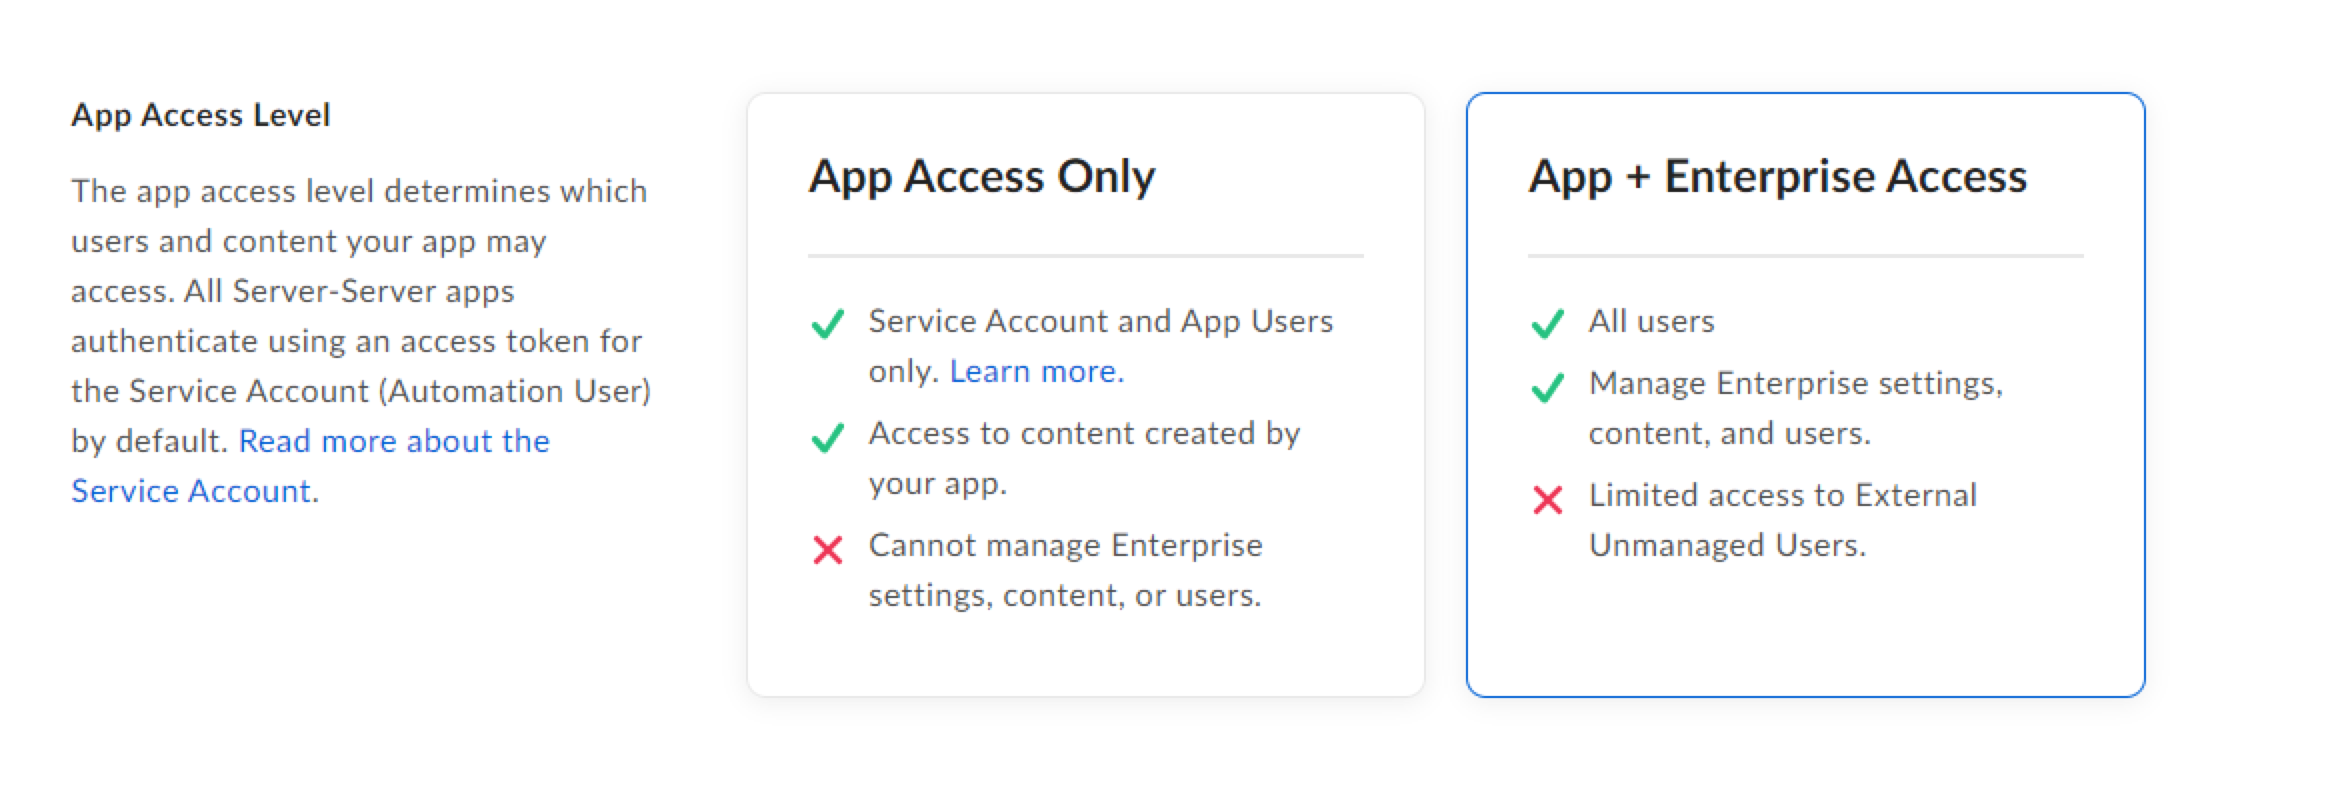 App Access Level
The app access level determines which
users and content your app may
access. All Server-Server apps
authenticate using an access token for
the Service Account (Automation User)
by default. Read more about the
Service Account.
App Access Only
Service Account and App Users
only. Learn more.
Access to content created by
your app.
Cannot manage Enterprise
settings, content, or users.
App + Enterprise Access
All users
Manage Enterprise settings,
content, and users.
Limited access to External
Unmanaged Users.